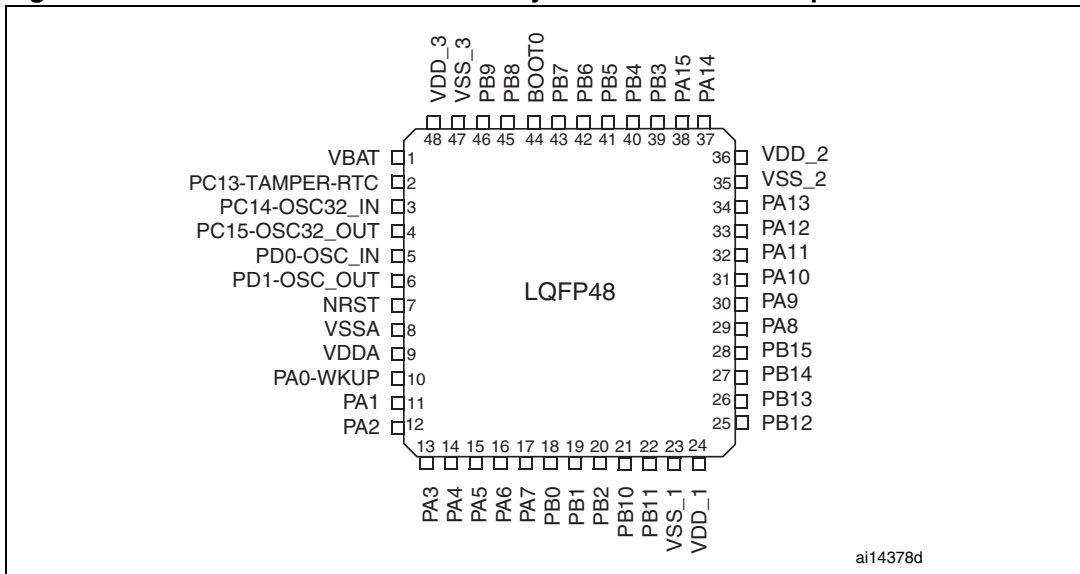 VDD_3
VSS_3
PB9
PB8
BOOT0
PB7
PB6
PB5
PB4
PB3
PA15
PA14
48 47 46 45 44 43 42 41 40 39 38 37
VBAT 1
PC13-TAMPER-RTC 2
PC14-OSC32_IN 3
PC15-OSC32_OUT 4
PD0-OSC_IN 5
PD1-OSC_OUT 6
NRST 7
VSSA 8
VDDA 9
PA0-WKUP 10
PA1 11
PA2 12
LQFP48
36 VDD_2
35 VSS_2
34 PA13
33 PA12
32 PA11
31 PA10
30 PA9
29 PA8
28 PB15
27 PB14
26 PB13
25 PB12
13 14 15 16 17 18 19 20 21 22 23 24
PA3
PA4
PA5
PA6
PA7
PB0
PB1
PB2
PB10
PB11
VSS_1
VDD_1
ai14378d